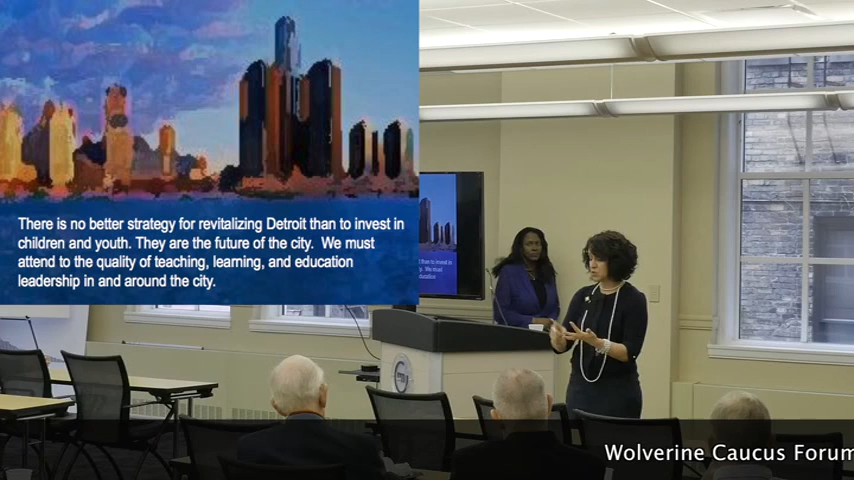 There is no better strategy for revitalizing Detroit than to invest in
children and youth. They are the future of the city.  We must
attend to the quality of teaching, learning, and education
leadership in and around the city.
Wolverine Caucus Forum